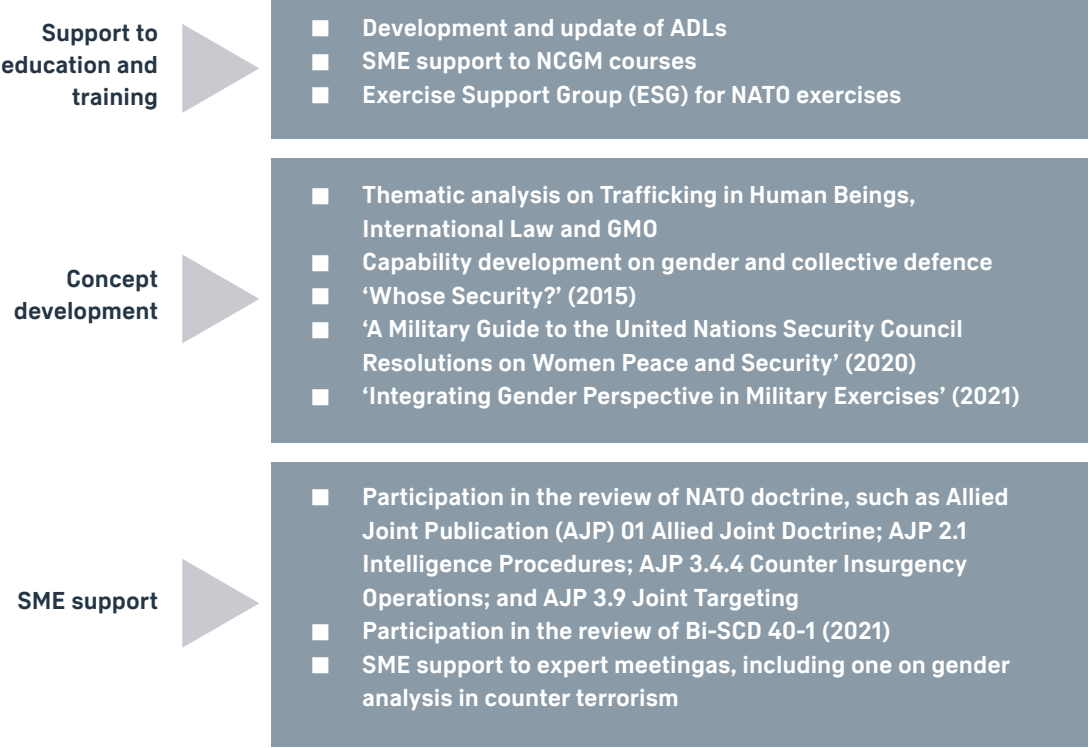 Support to
education and
training
■ Development and update of ADLs
■ SME support to NCGM courses
■ Exercise Support Group (ESG) for NATO exercises
Concept
development
■ Thematic analysis on Trafficking in Human Beings,
International Law and GMO
■ Capability development on gender and collective defence
■ ‘Whose Security?’ (2015)
■ ‘A Military Guide to the United Nations Security Council
Resolutions on Women Peace and Security’ (2020)
■ ‘Integrating Gender Perspective in Military Exercises’ (2021)
SME support
■ Participation in the review of NATO doctrine, such as Allied
Joint Publication (AJP) 01 Allied Joint Doctrine; AJP 2.1
Intelligence Procedures; AJP 3.4.4 Counter Insurgency
Operations; and AJP 3.9 Joint Targeting
■ Participation in the review of Bi-SCD 40-1 (2021)
■ SME support to expert meetingas, including one on gender
analysis in counter terrorism